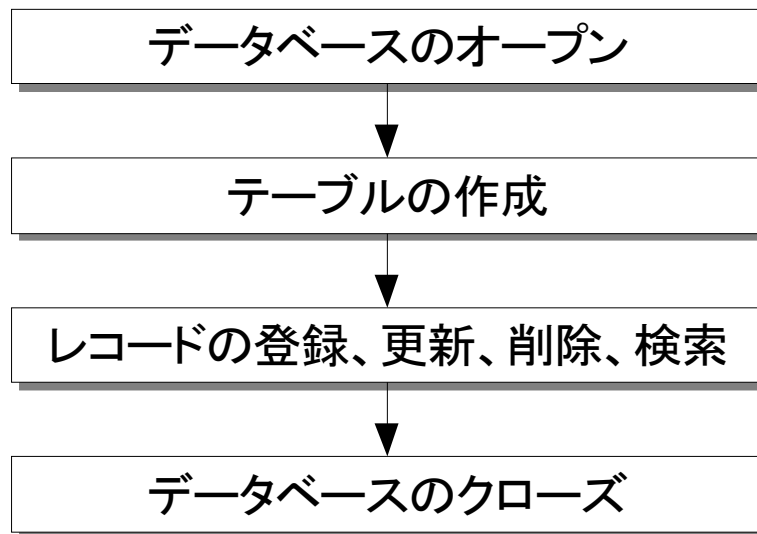 データベースのオープン
テーブルの作成
レコードの登録、更新、削除、検索
データベースのクローズ